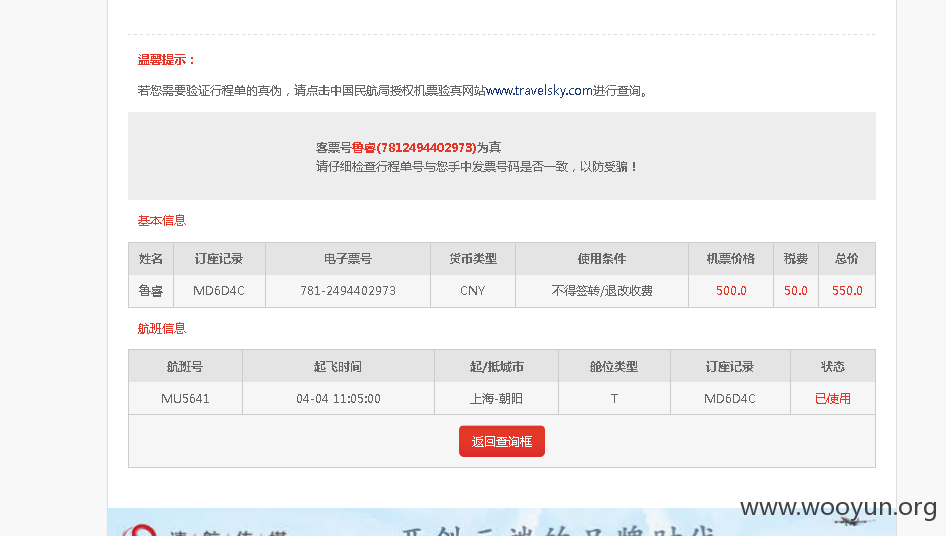 温馨提示：
若您需要验证行程单的真伪，请点击中国民航局授权机票验真网站www.travelsky.com进行查询。
客票号鲁睿(7812494402973)为真
请仔细检查行程单号与您手中发票号码是否一致，以防受骗！
基本信息
姓名 订座记录 电子票号 货币类型 使用条件 机票价格 税费 总价
鲁睿 MD6D4C 781-2494402973 CNY 不得签转/退改收费 500.0 50.0 550.0
航班信息
航班号 起飞时间 起/抵城市 舱位类型 订座记录 状态
MU5641 04-04 11:05:00 上海-朝阳 T MD6D4C 已使用
返回查询框
www.wooyun.org